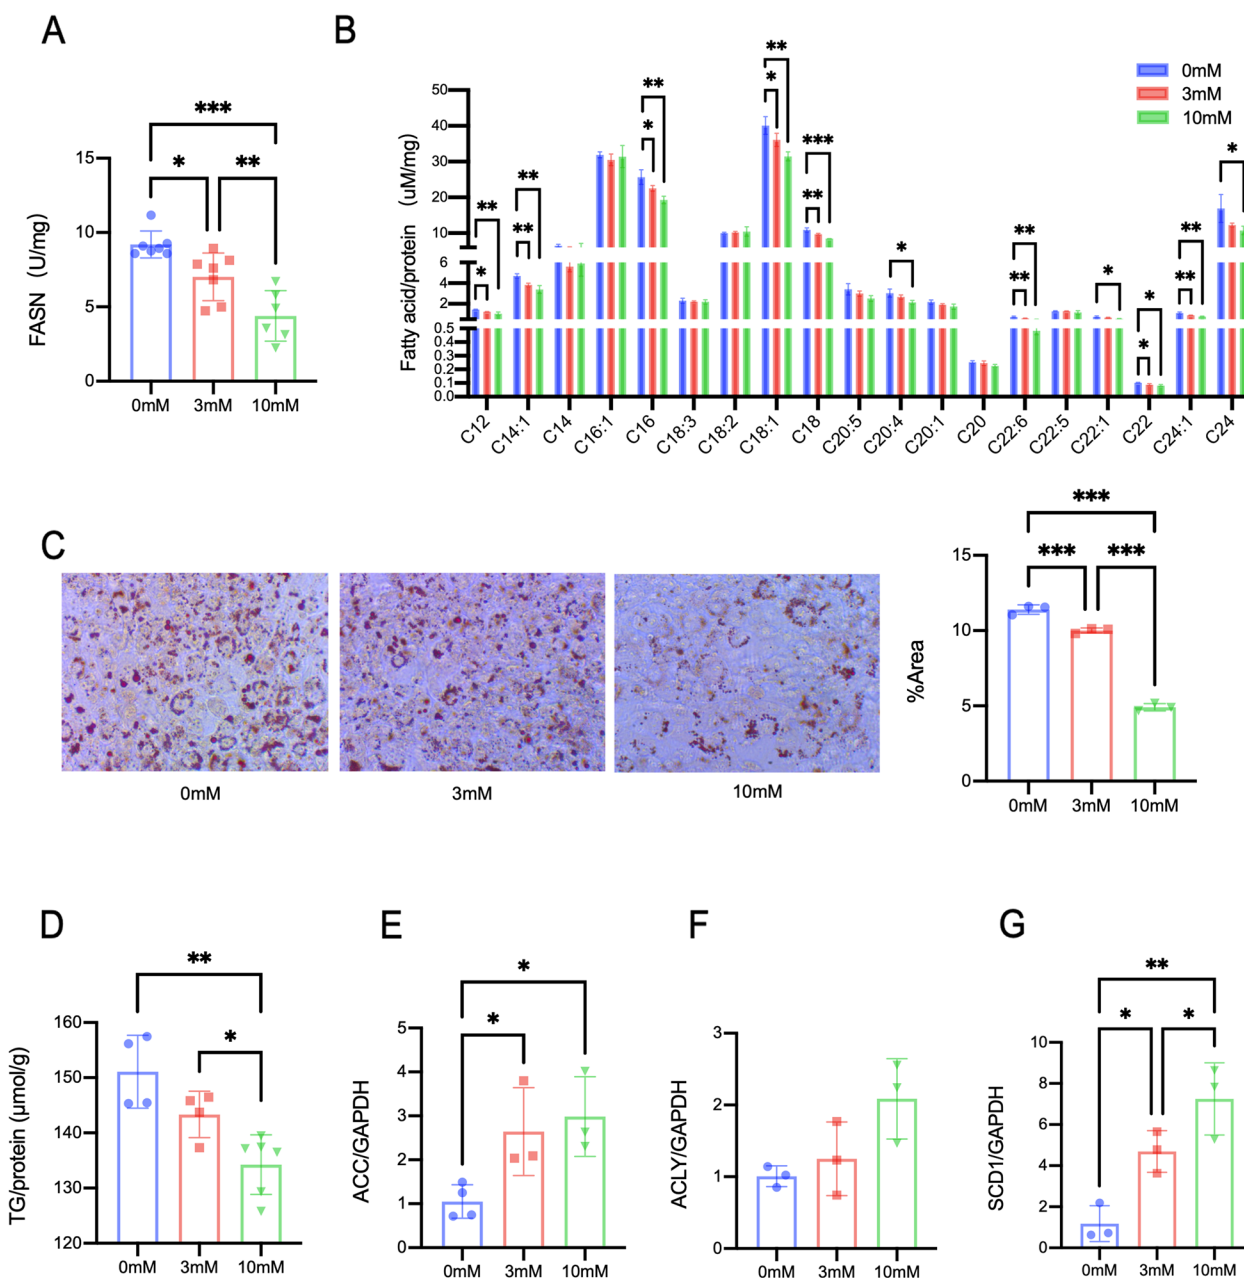 A
***
*
**
FASN (U/mg)
15
10
5
0
0mM
3mM
10mM
B
0mM
3mM
10mM
Fatty acid/protein (uM/mg)
50
40
30
20
10
6
4
2
0.5
0.4
0.3
0.2
0.1
0.0
**
*
**
**
**
*
**
*
***
**
*
**
**
*
*
*
**
**
*
C12
C14:1
C14
C16:1
C16
C18:3
C18:2
C18:1
C18
C20:5
C20:4
C20:1
C20
C22:6
C22:5
C22:1
C22
C24:1
C24
C
0mM
3mM
10mM
***
***
***
%Area
15
10
5
0
0mM
3mM
10mM
D
**
*
TG/protein (μmol/g)
160
150
140
130
120
0mM
3mM
10mM
E
*
*
ACC/GAPDH
5
4
3
2
1
0
0mM
3mM
10mM
F
ACLY/GAPDH
3
2
1
0
0mM
3mM
10mM
G
**
*
*
SCD1/GAPDH
10
8
6
4
2
0
0mM
3mM
10mM